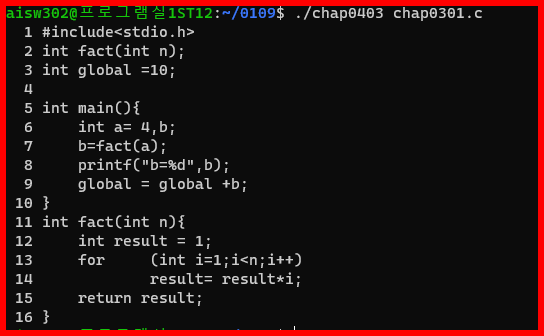 aisw302@프로그램실1ST12:~/0109$ ./chap0403 chap0301.c
1 #include<stdio.h>
2 int fact(int n);
3 int global =10;
4
5 int main(){
6     int a= 4,b;
7     b=fact(a);
8     printf("b=%d",b);
9     global = global +b;
10 }
11 int fact(int n){
12     int result = 1;
13     for     (int i=1;i<n;i++)
14             result= result*i;
15     return result;
16 }